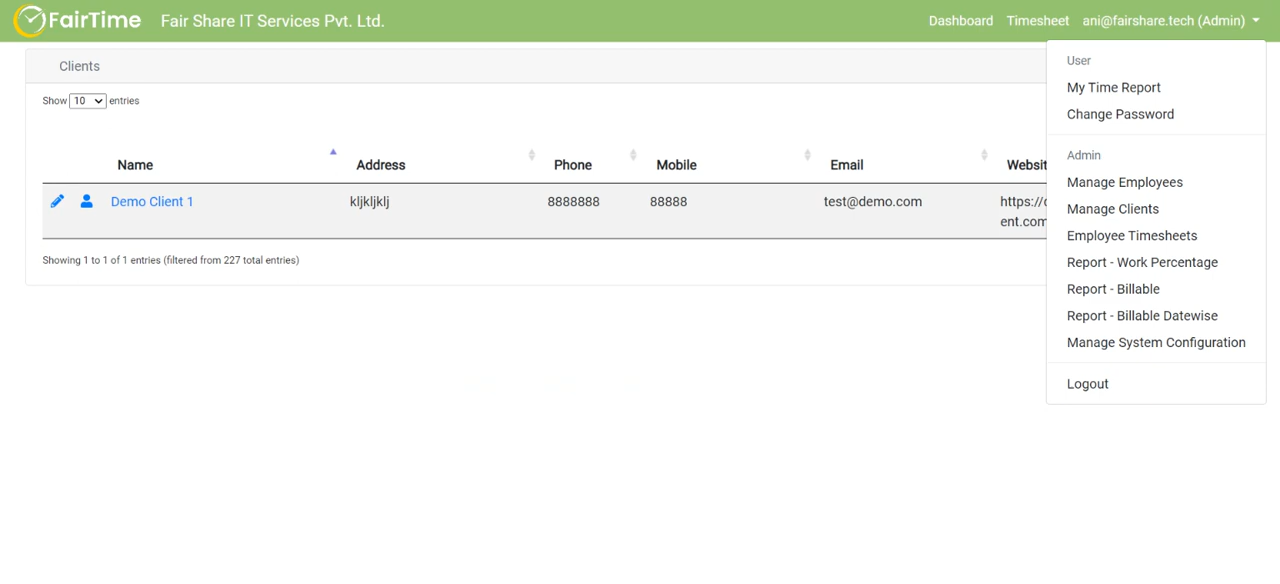 FairTime Fair Share IT Services Pvt. Ltd. Dashboard Timesheet ani@fairshare.tech (Admin)
Clients
Show 10 entries
Name Address Phone Mobile Email Websit
Demo Client 1 kljkljklj 8888888 88888 test@demo.com https://
ent.com
Showing 1 to 1 of 1 entries (filtered from 227 total entries)
User
My Time Report
Change Password
Admin
Manage Employees
Manage Clients
Employee Timesheets
Report - Work Percentage
Report - Billable
Report - Billable Datewise
Manage System Configuration
Logout